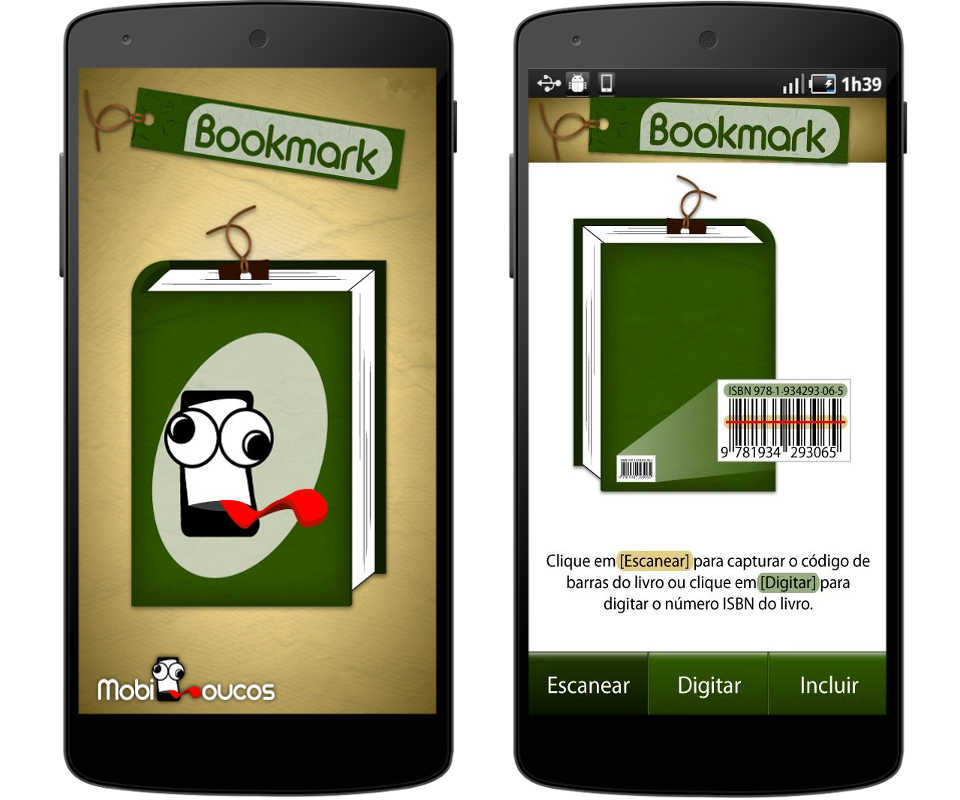 Bookmark
MobiLoucos
1h39
Bookmark
ISBN 978-1-934293-06-5
9 781934 293065
Clique em [Escanear] para capturar o código de
barras do livro ou clique em [Digitar] para
digitar o número ISBN do livro.
Escanear Digitar Incluir